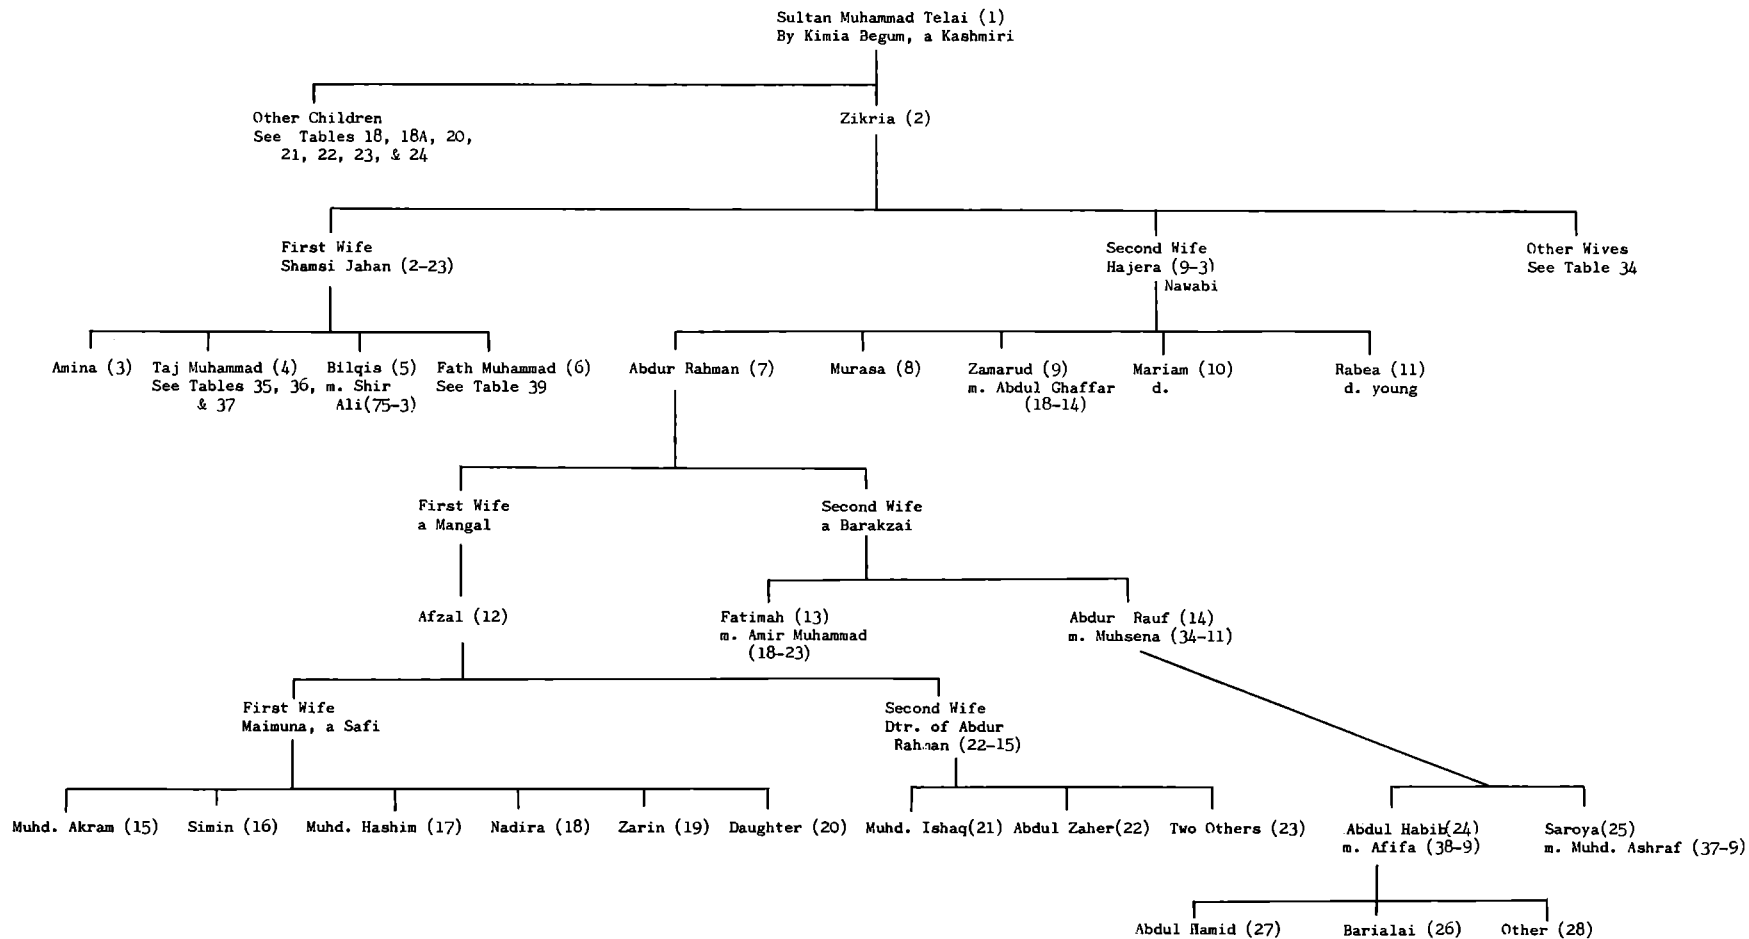 Sultan Muhammad Telai (1)
By Kimia Begum, a Kashmiri
Other Children
See Tables 18, 18A, 20,
21, 22, 23, & 24
Zikria (2)
First Wife
Shamsi Jahan (2-23)
Second Wife
Hajera (9-3)
Nawabi
Other Wives
See Table 34
Amina (3)
Taj Muhammad (4)
See Tables 35, 36,
& 37
Bilqis (5)
m. Shir
Ali(75-3)
Fath Muhammad (6)
See Table 39
Abdur Rahman (7)
Murasa (8)
Zamarud (9)
m. Abdul Ghaffar
(18-14)
Mariam (10)
d.
Rabea (11)
d. young
First Wife
a Mangal
Second Wife
a Barakzai
Afzal (12)
Fatimah (13)
m. Amir Muhammad
(18-23)
Abdur Rauf (14)
m. Muhsena (34-11)
First Wife
Maimuna, a Safi
Second Wife
Dtr. of Abdur
Rahman (22-15)
Muhd. Akram (15)
Simin (16)
Muhd. Hashim (17)
Nadira (18)
Zarin (19)
Daughter (20)
Muhd. Ishaq(21)
Abdul Zaher(22)
Two Others (23)
Abdul Habib(24)
m. Afifa (38-9)
Saroya(25)
m. Muhd. Ashraf (37-9)
Abdul Hamid (27)
Barialai (26)
Other (28)